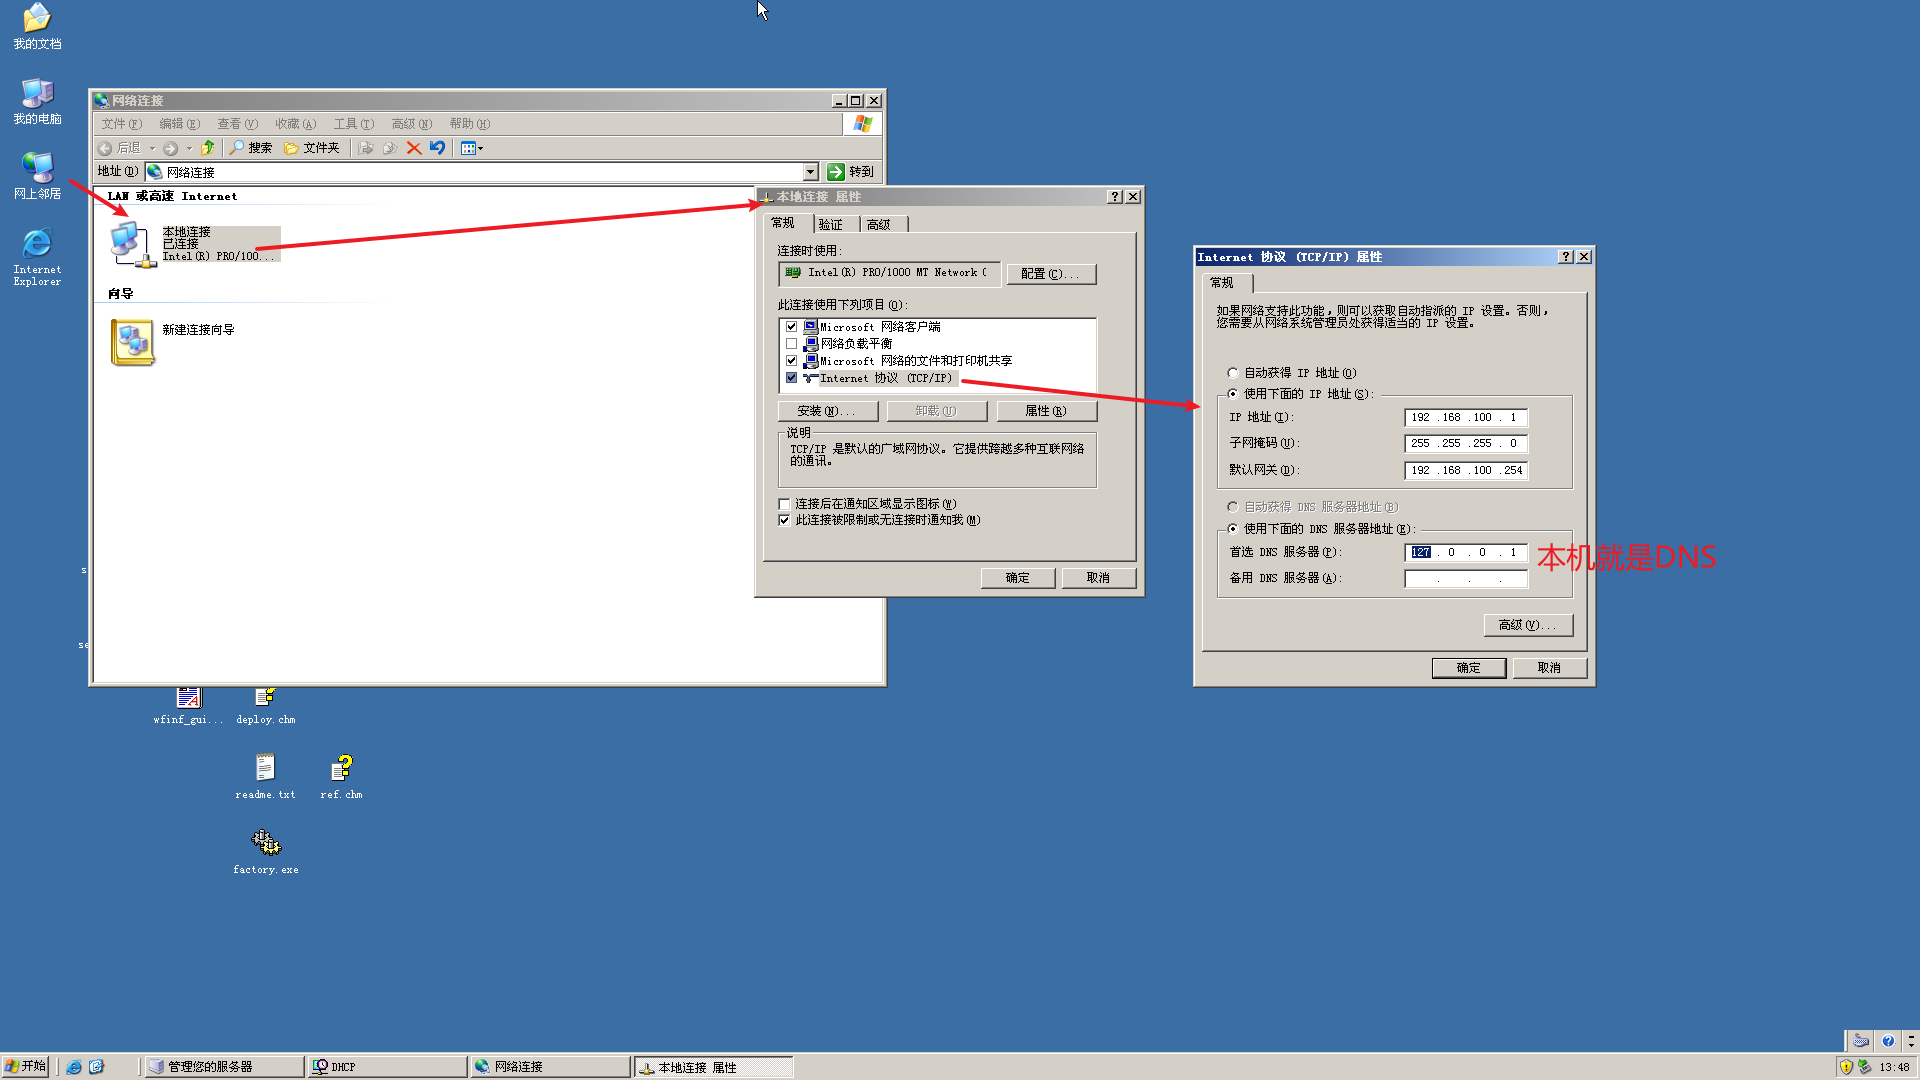 我的文档
我的电脑
网上邻居
Internet
Explorer
网络连接
文件(F) 编辑(E) 查看(V) 收藏(A) 工具(T) 高级(N) 帮助(H)
后退 搜索 文件夹
地址(D) 网络连接 转到
LAN 或高速 Internet
本地连接
已连接
Intel(R) PRO/100...
向导
新建连接向导
s
se
wfinf_gui...
deploy.chm
readme.txt
ref.chm
factory.exe
本地连接 属性
常规 验证 高级
连接时使用:
Intel(R) PRO/1000 MT Network C
配置(C)...
此连接使用下列项目(O):
Microsoft 网络客户端
网络负载平衡
Microsoft 网络的文件和打印机共享
Internet 协议 (TCP/IP)
安装(N)... 卸载(U) 属性(R)
说明
TCP/IP 是默认的广域网协议。它提供跨越多种互联网络
的通讯。
连接后在通知区域显示图标(W)
此连接被限制或无连接时通知我(M)
确定 取消
Internet 协议 (TCP/IP) 属性
常规
如果网络支持此功能,则可以获取自动指派的 IP 设置。否则,
您需要从网络系统管理员处获得适当的 IP 设置。
自动获得 IP 地址(O)
使用下面的 IP 地址(S):
IP 地址(I): 192 .168 .100 . 1
子网掩码(U): 255 .255 .255 . 0
默认网关(D): 192 .168 .100 .254
自动获得 DNS 服务器地址(B)
使用下面的 DNS 服务器地址(E):
首选 DNS 服务器(P): 127 . 0 . 0 . 1
本机就是DNS
备用 DNS 服务器(A): . . .
高级(V)...
确定 取消
开始 管理您的服务器 DHCP 网络连接 本地连接 属性 13:48